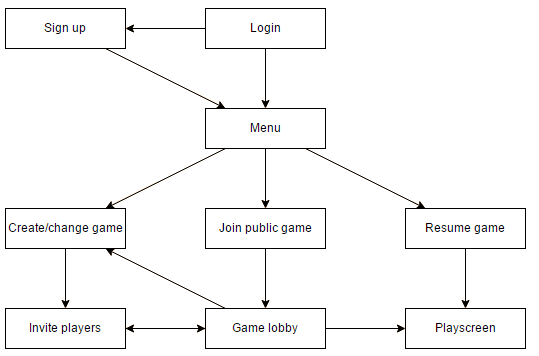 Sign up
Login
Menu
Create/change game
Join public game
Resume game
Invite players
Game lobby
Playscreen